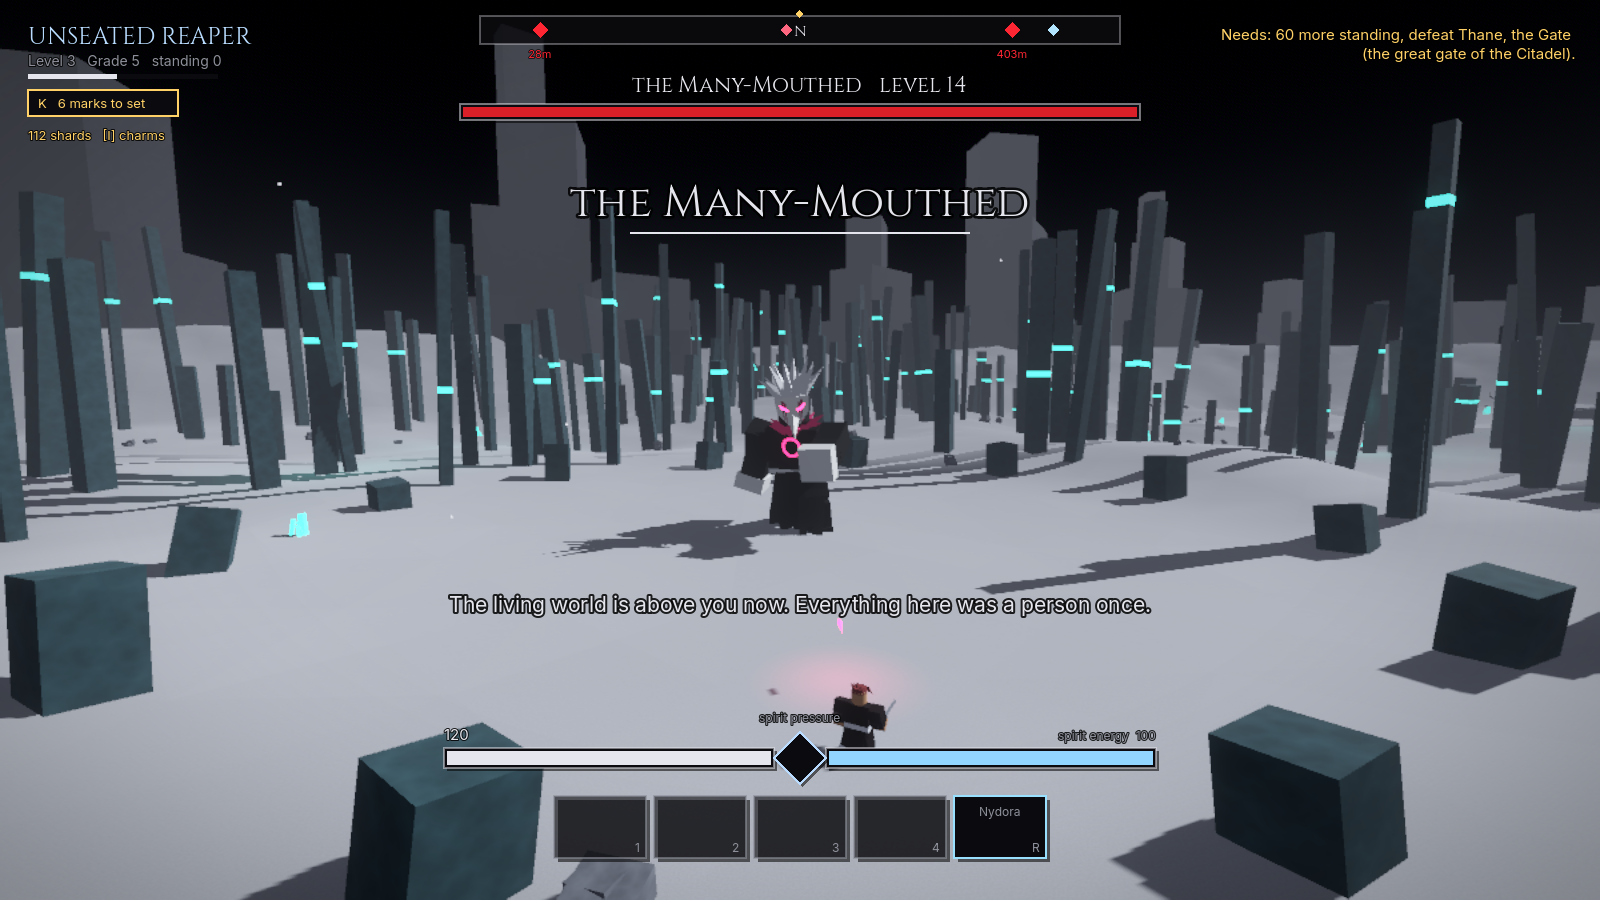 UNSEATED REAPER
Level 3 Grade 5 standing 0
K 6 marks to set
112 shards [I] charms
N
28m
403m
THE MANY-MOUTHED LEVEL 14
Needs: 60 more standing, defeat Thane, the Gate
(the great gate of the Citadel).
THE MANY-MOUTHED
The living world is above you now. Everything here was a person once.
spirit pressure
120
spirit energy 100
1
2
3
4
Nydora
R